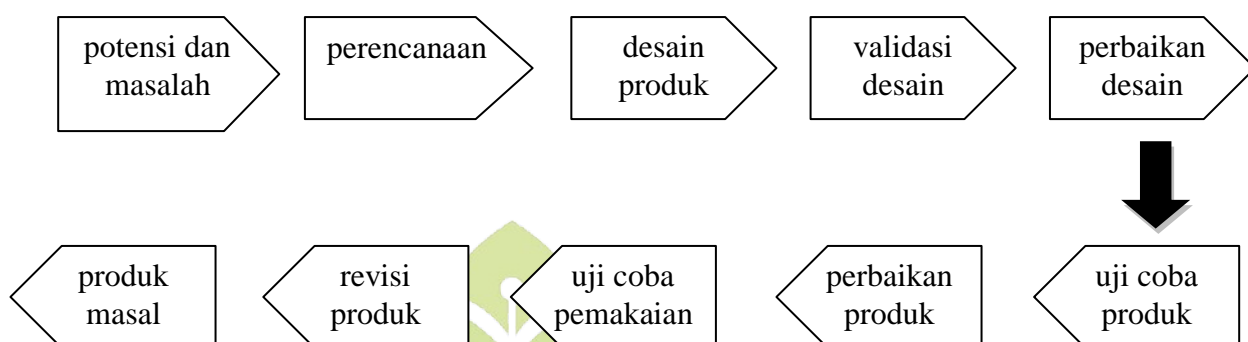 potensi dan
masalah
perencanaan
desain
produk
validasi
desain
perbaikan
desain
produk
masal
revisi
produk
uji coba
pemakaian
perbaikan
produk
uji coba
produk